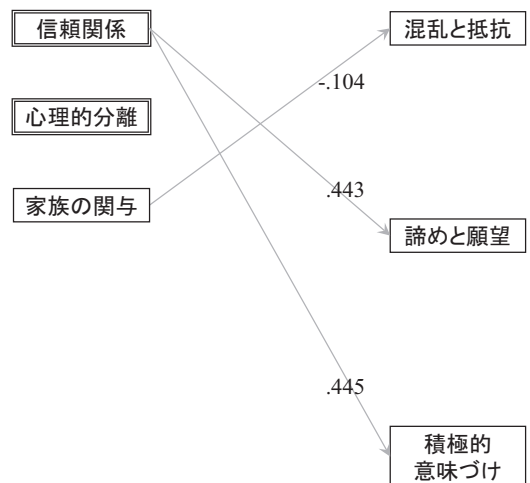 信頼関係
混乱と抵抗
-.104
心理的分離
家族の関与
.443
諦めと願望
.445
積極的
意味づけ